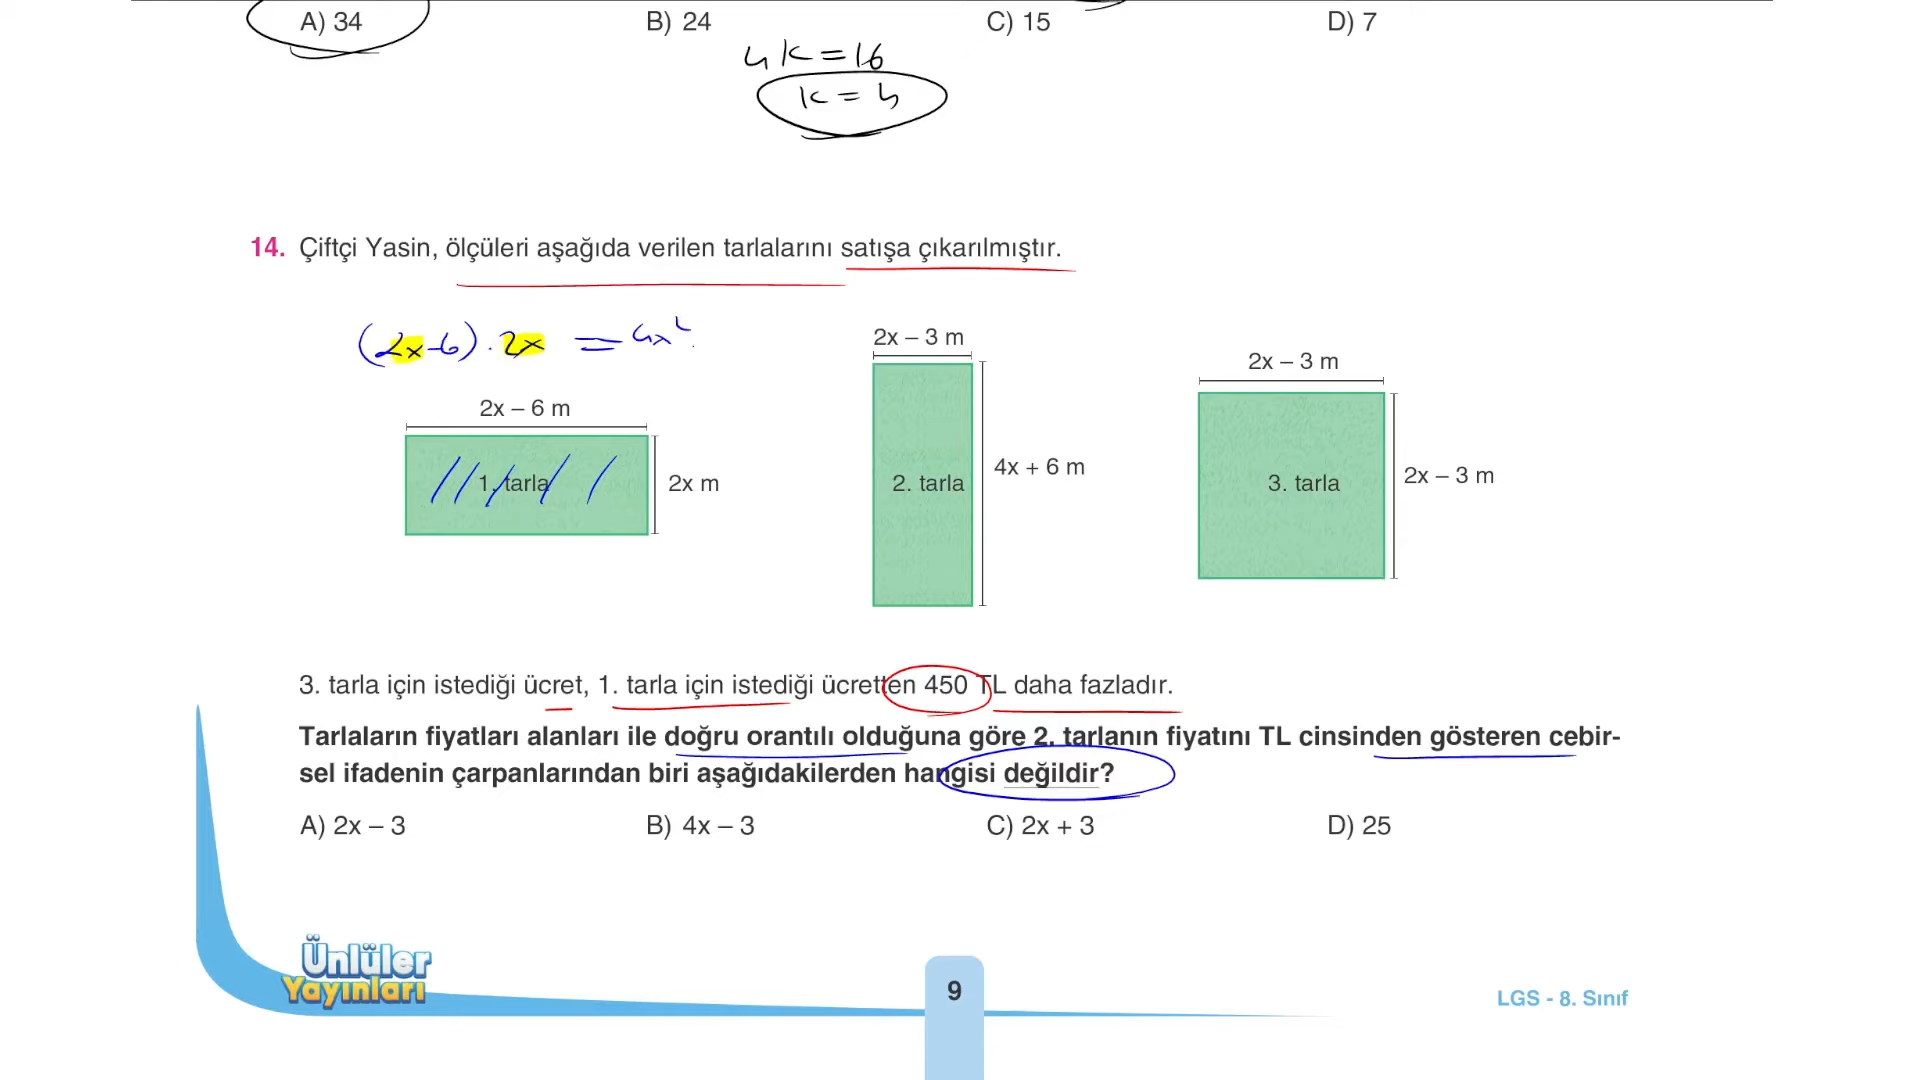 A) 34 B) 24 C) 15 D) 7
4k=16
k=4
14. Çiftçi Yasin, ölçüleri aşağıda verilen tarlalarını satışa çıkarılmıştır.
(2x-6).2x = 4x²
2x – 6 m
1. tarla
2x m
2x – 3 m
2. tarla
4x + 6 m
2x – 3 m
3. tarla
2x – 3 m
3. tarla için istediği ücret, 1. tarla için istediği ücretten 450 TL daha fazladır.
Tarlaların fiyatları alanları ile doğru orantılı olduğuna göre 2. tarlanın fiyatını TL cinsinden gösteren cebir-
sel ifadenin çarpanlarından biri aşağıdakilerden hangisi değildir?
A) 2x – 3 B) 4x – 3 C) 2x + 3 D) 25
Ünlüler
Yayınları
9
LGS - 8. Sınıf